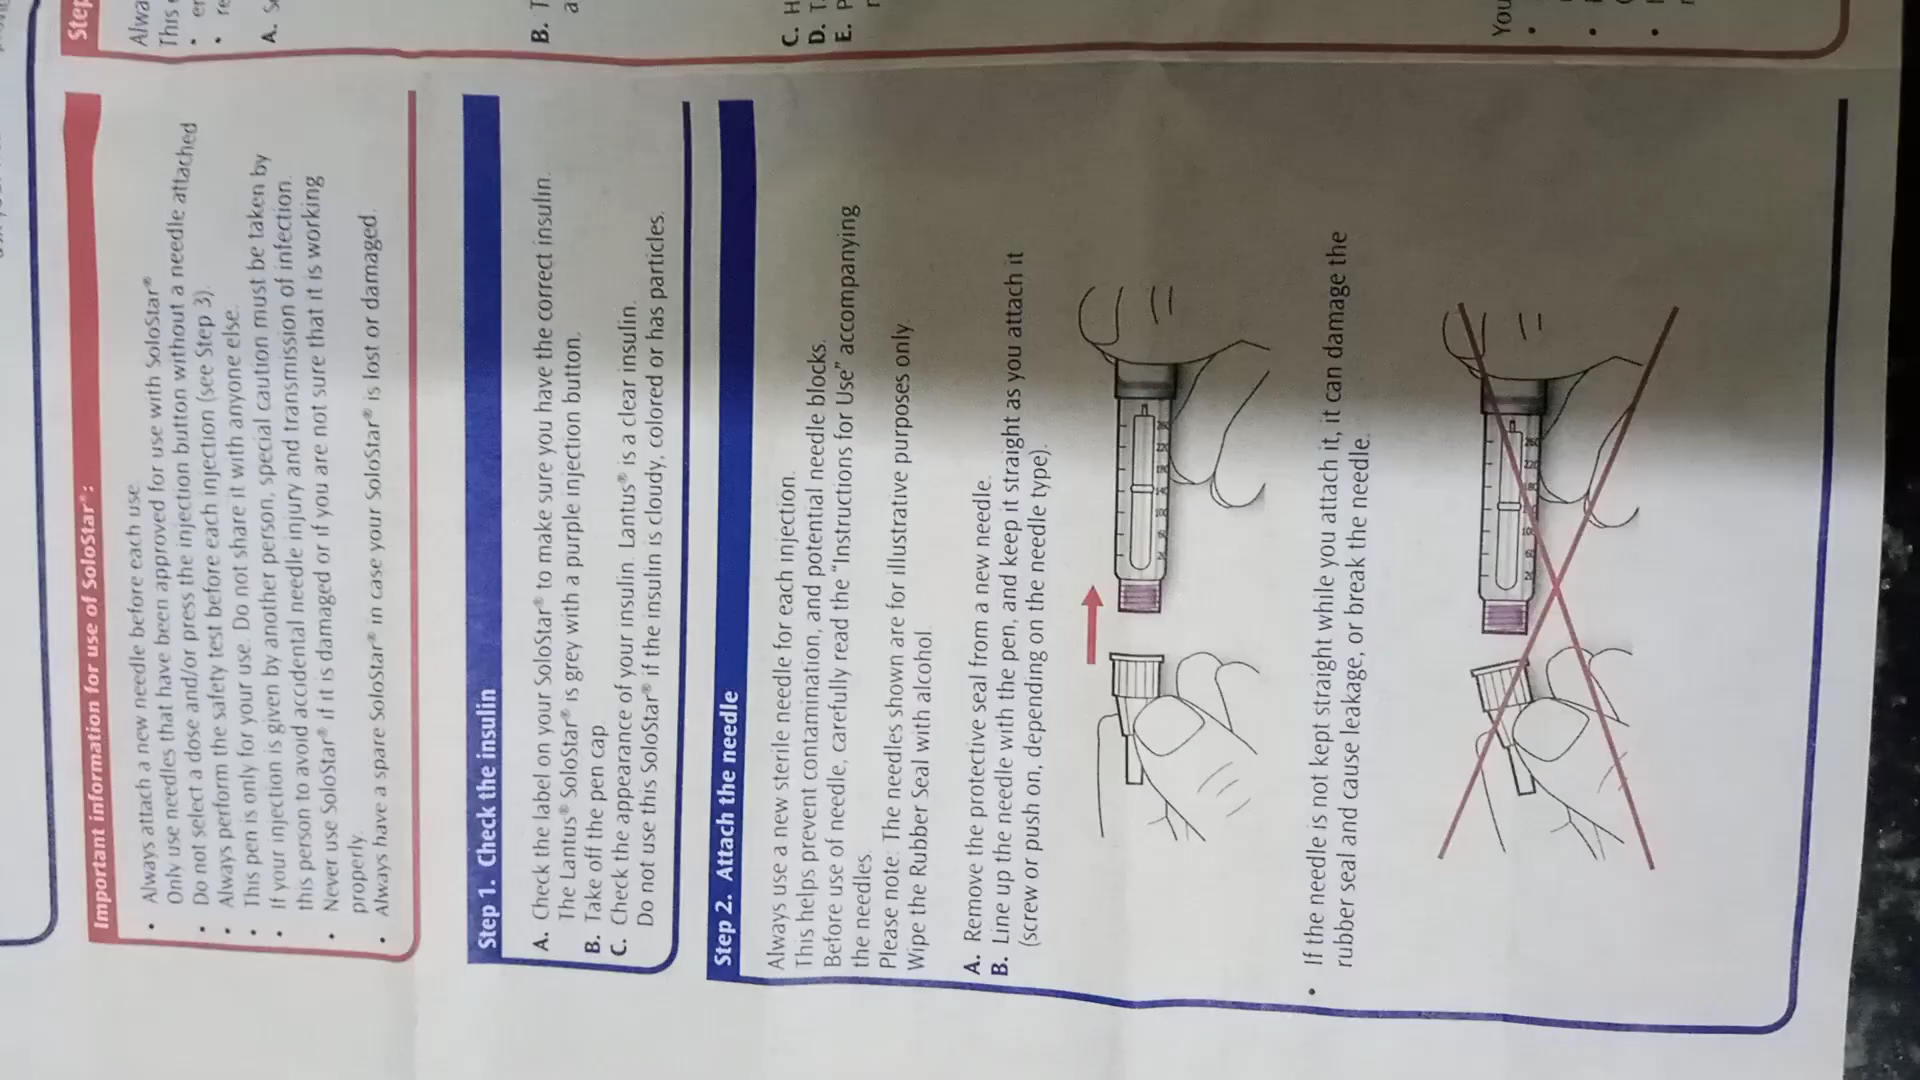 Important information for use of SoloStar®:
• Always attach a new needle before each use.
Only use needles that have been approved for use with SoloStar®
• Do not select a dose and/or press the injection button without a needle attached
• Always perform the safety test before each injection (see Step 3).
• This pen is only for your use. Do not share it with anyone else.
• If your injection is given by another person, special caution must be taken by
this person to avoid accidental needle injury and transmission of infection.
• Never use SoloStar® if it is damaged or if you are not sure that it is working
properly.
• Always have a spare SoloStar® in case your SoloStar® is lost or damaged.
Step 1. Check the insulin
A. Check the label on your SoloStar® to make sure you have the correct insulin.
The Lantus® SoloStar® is grey with a purple injection button.
B. Take off the pen cap.
C. Check the appearance of your insulin. Lantus® is a clear insulin.
Do not use this SoloStar® if the insulin is cloudy, colored or has particles.
Step 2. Attach the needle
Always use a new sterile needle for each injection.
This helps prevent contamination, and potential needle blocks.
Before use of needle, carefully read the "Instructions for Use" accompanying
the needles.
Please note: The needles shown are for illustrative purposes only.
Wipe the Rubber Seal with alcohol.
A. Remove the protective seal from a new needle.
B. Line up the needle with the pen, and keep it straight as you attach it
(screw or push on, depending on the needle type).
• If the needle is not kept straight while you attach it, it can damage the
rubber seal and cause leakage, or break the needle.
Step
This
A.
B.
C.
D.
E.
You